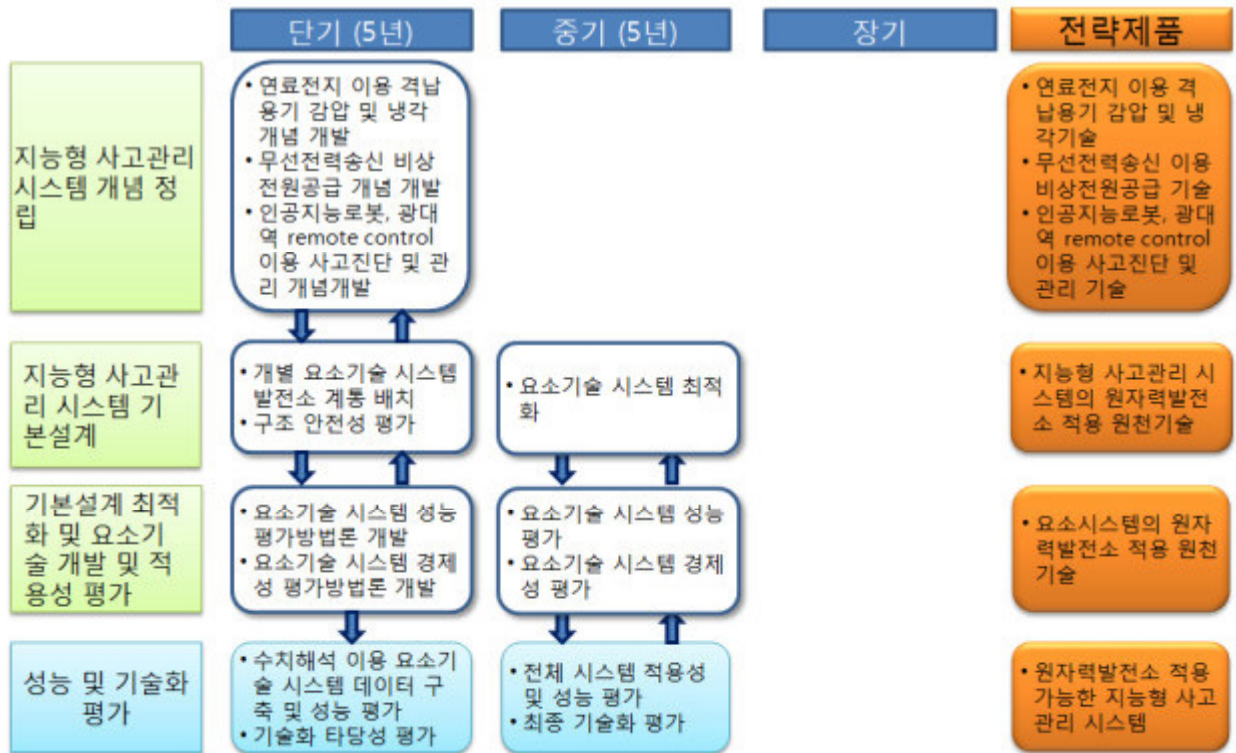 단기 (5년)
중기 (5년)
장기
전략제품
지능형 사고관리
시스템 개념 정
립
• 연료전지 이용 격납
용기 감압 및 냉각
개념 개발
• 무선전력송신 비상
전원공급 개념 개발
• 인공지능로봇, 광대
역 remote control
이용 사고진단 및 관
리 개념개발
• 연료전지 이용 격
납용기 감압 및 냉
각기술
• 무선전력송신 이용
비상전원공급 기술
• 인공지능로봇, 광대
역 remote control
이용 사고진단 및
관리 기술
지능형 사고관
리 시스템 기
본설계
• 개별 요소기술 시스템
발전소 계통 배치
• 구조 안전성 평가
• 요소기술 시스템 최적
화
• 지능형 사고관리 시
스템의 원자력발전
소 적용 원천기술
기본설계 최적
화 및 요소기
술 개발 및 적
용성 평가
• 요소기술 시스템 성능
평가방법론 개발
• 요소기술 시스템 경제
성 평가방법론 개발
• 요소기술 시스템 성능
평가
• 요소기술 시스템 경제
성 평가
• 요소시스템의 원자
력발전소 적용 원천
기술
성능 및 기술화
평가
• 수치해석 이용 요소기
술 시스템 데이터 구
축 및 성능 평가
• 기술화 타당성 평가
• 전체 시스템 적용성
및 성능 평가
• 최종 기술화 평가
• 원자력발전소 적용
가능한 지능형 사고
관리 시스템